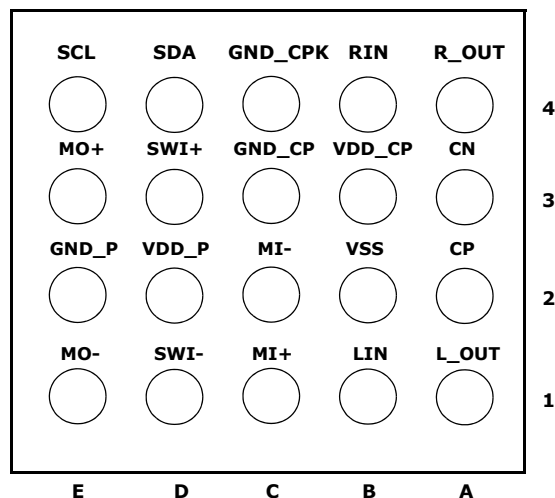 SCL SDA GND_CPK RIN R_OUT
4
MO+ SWI+ GND_CP VDD_CP CN
3
GND_P VDD_P MI- VSS CP
2
MO- SWI- MI+ LIN L_OUT
1
E D C B A